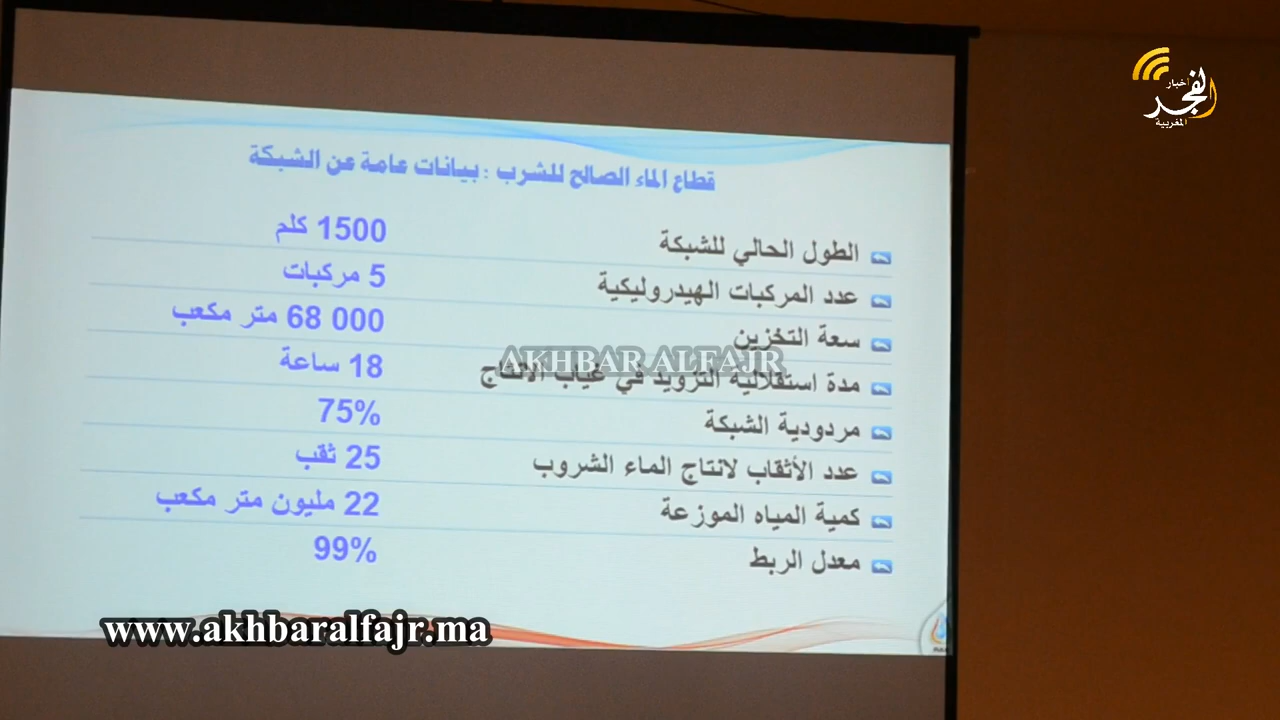 اخبار
الفجر
المغربية
قطاع الماء الصالح للشرب : بيانات عامة عن الشبكة
الطول الحالي للشبكة 1500 كلم
عدد المركبات الهيدروليكية 5 مركبات
سعة التخزين 68 000 متر مكعب
AKHBAR ALFAJR
مدة استقلالية التزويد في غياب الانتاج 18 ساعة
مردودية الشبكة 75%
عدد الأثقاب لانتاج الماء الشروب 25 ثقب
كمية المياه الموزعة 22 مليون متر مكعب
معدل الربط 99%
www.akhbaralfajr.ma